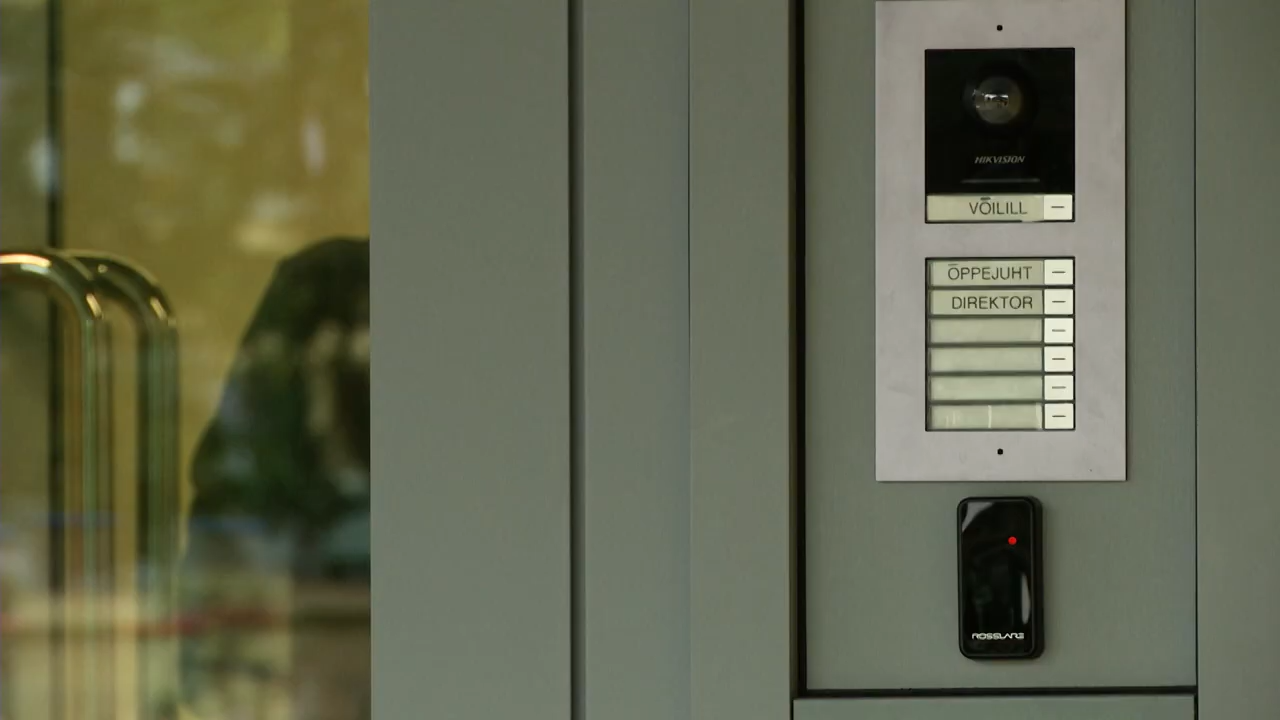 HIKVISION
VÕILILL
ÕPPEJUHT
DIREKTOR
ROSSLARE